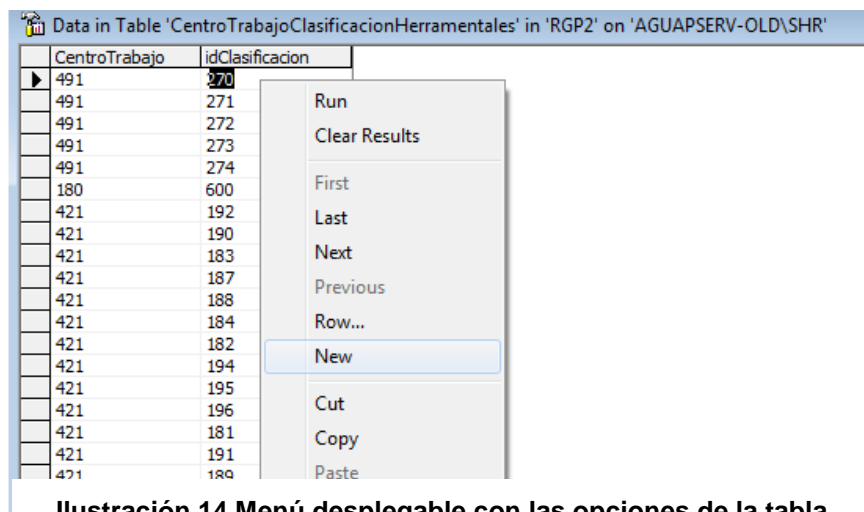 Data in Table 'CentroTrabajoClasificacionHerramentales' in 'RGP2' on 'AGUAPSERV-OLD\SHR'
CentroTrabajo idClasificacion
491 270
491 271
491 272
491 273
491 274
180 600
421 192
421 190
421 183
421 187
421 188
421 184
421 182
421 194
421 195
421 196
421 181
421 191
421 189
Run
Clear Results
First
Last
Next
Previous
Row...
New
Cut
Copy
Paste
Ilustración 14 Menú desplegable con las opciones de la tabla